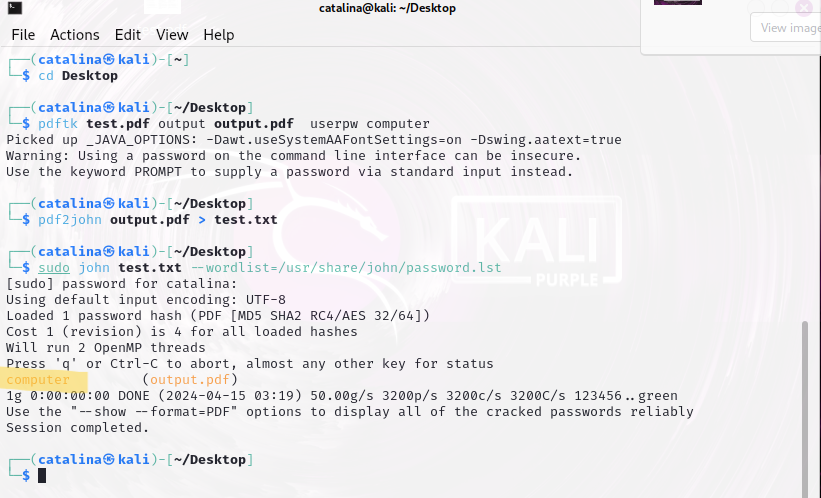 catalina@kali: ~/Desktop
View image
File Actions Edit View Help
┌──(catalina㉿kali)-[~]
└─$ cd Desktop
┌──(catalina㉿kali)-[~/Desktop]
└─$ pdftk test.pdf output output.pdf  userpw computer
Picked up _JAVA_OPTIONS: -Dawt.useSystemAAFontSettings=on -Dswing.aatext=true
Warning: Using a password on the command line interface can be insecure.
Use the keyword PROMPT to supply a password via standard input instead.
┌──(catalina㉿kali)-[~/Desktop]
└─$ pdf2john output.pdf > test.txt
┌──(catalina㉿kali)-[~/Desktop]
└─$ sudo john test.txt --wordlist=/usr/share/john/password.lst
[sudo] password for catalina:
Using default input encoding: UTF-8
Loaded 1 password hash (PDF [MD5 SHA2 RC4/AES 32/64])
Cost 1 (revision) is 4 for all loaded hashes
Will run 2 OpenMP threads
Press 'q' or Ctrl-C to abort, almost any other key for status
computer         (output.pdf)
1g 0:00:00:00 DONE (2024-04-15 03:19) 50.00g/s 3200p/s 3200c/s 3200C/s 123456..green
Use the "--show --format=PDF" options to display all of the cracked passwords reliably
Session completed.
┌──(catalina㉿kali)-[~/Desktop]
└─$
KALI
PURPLE